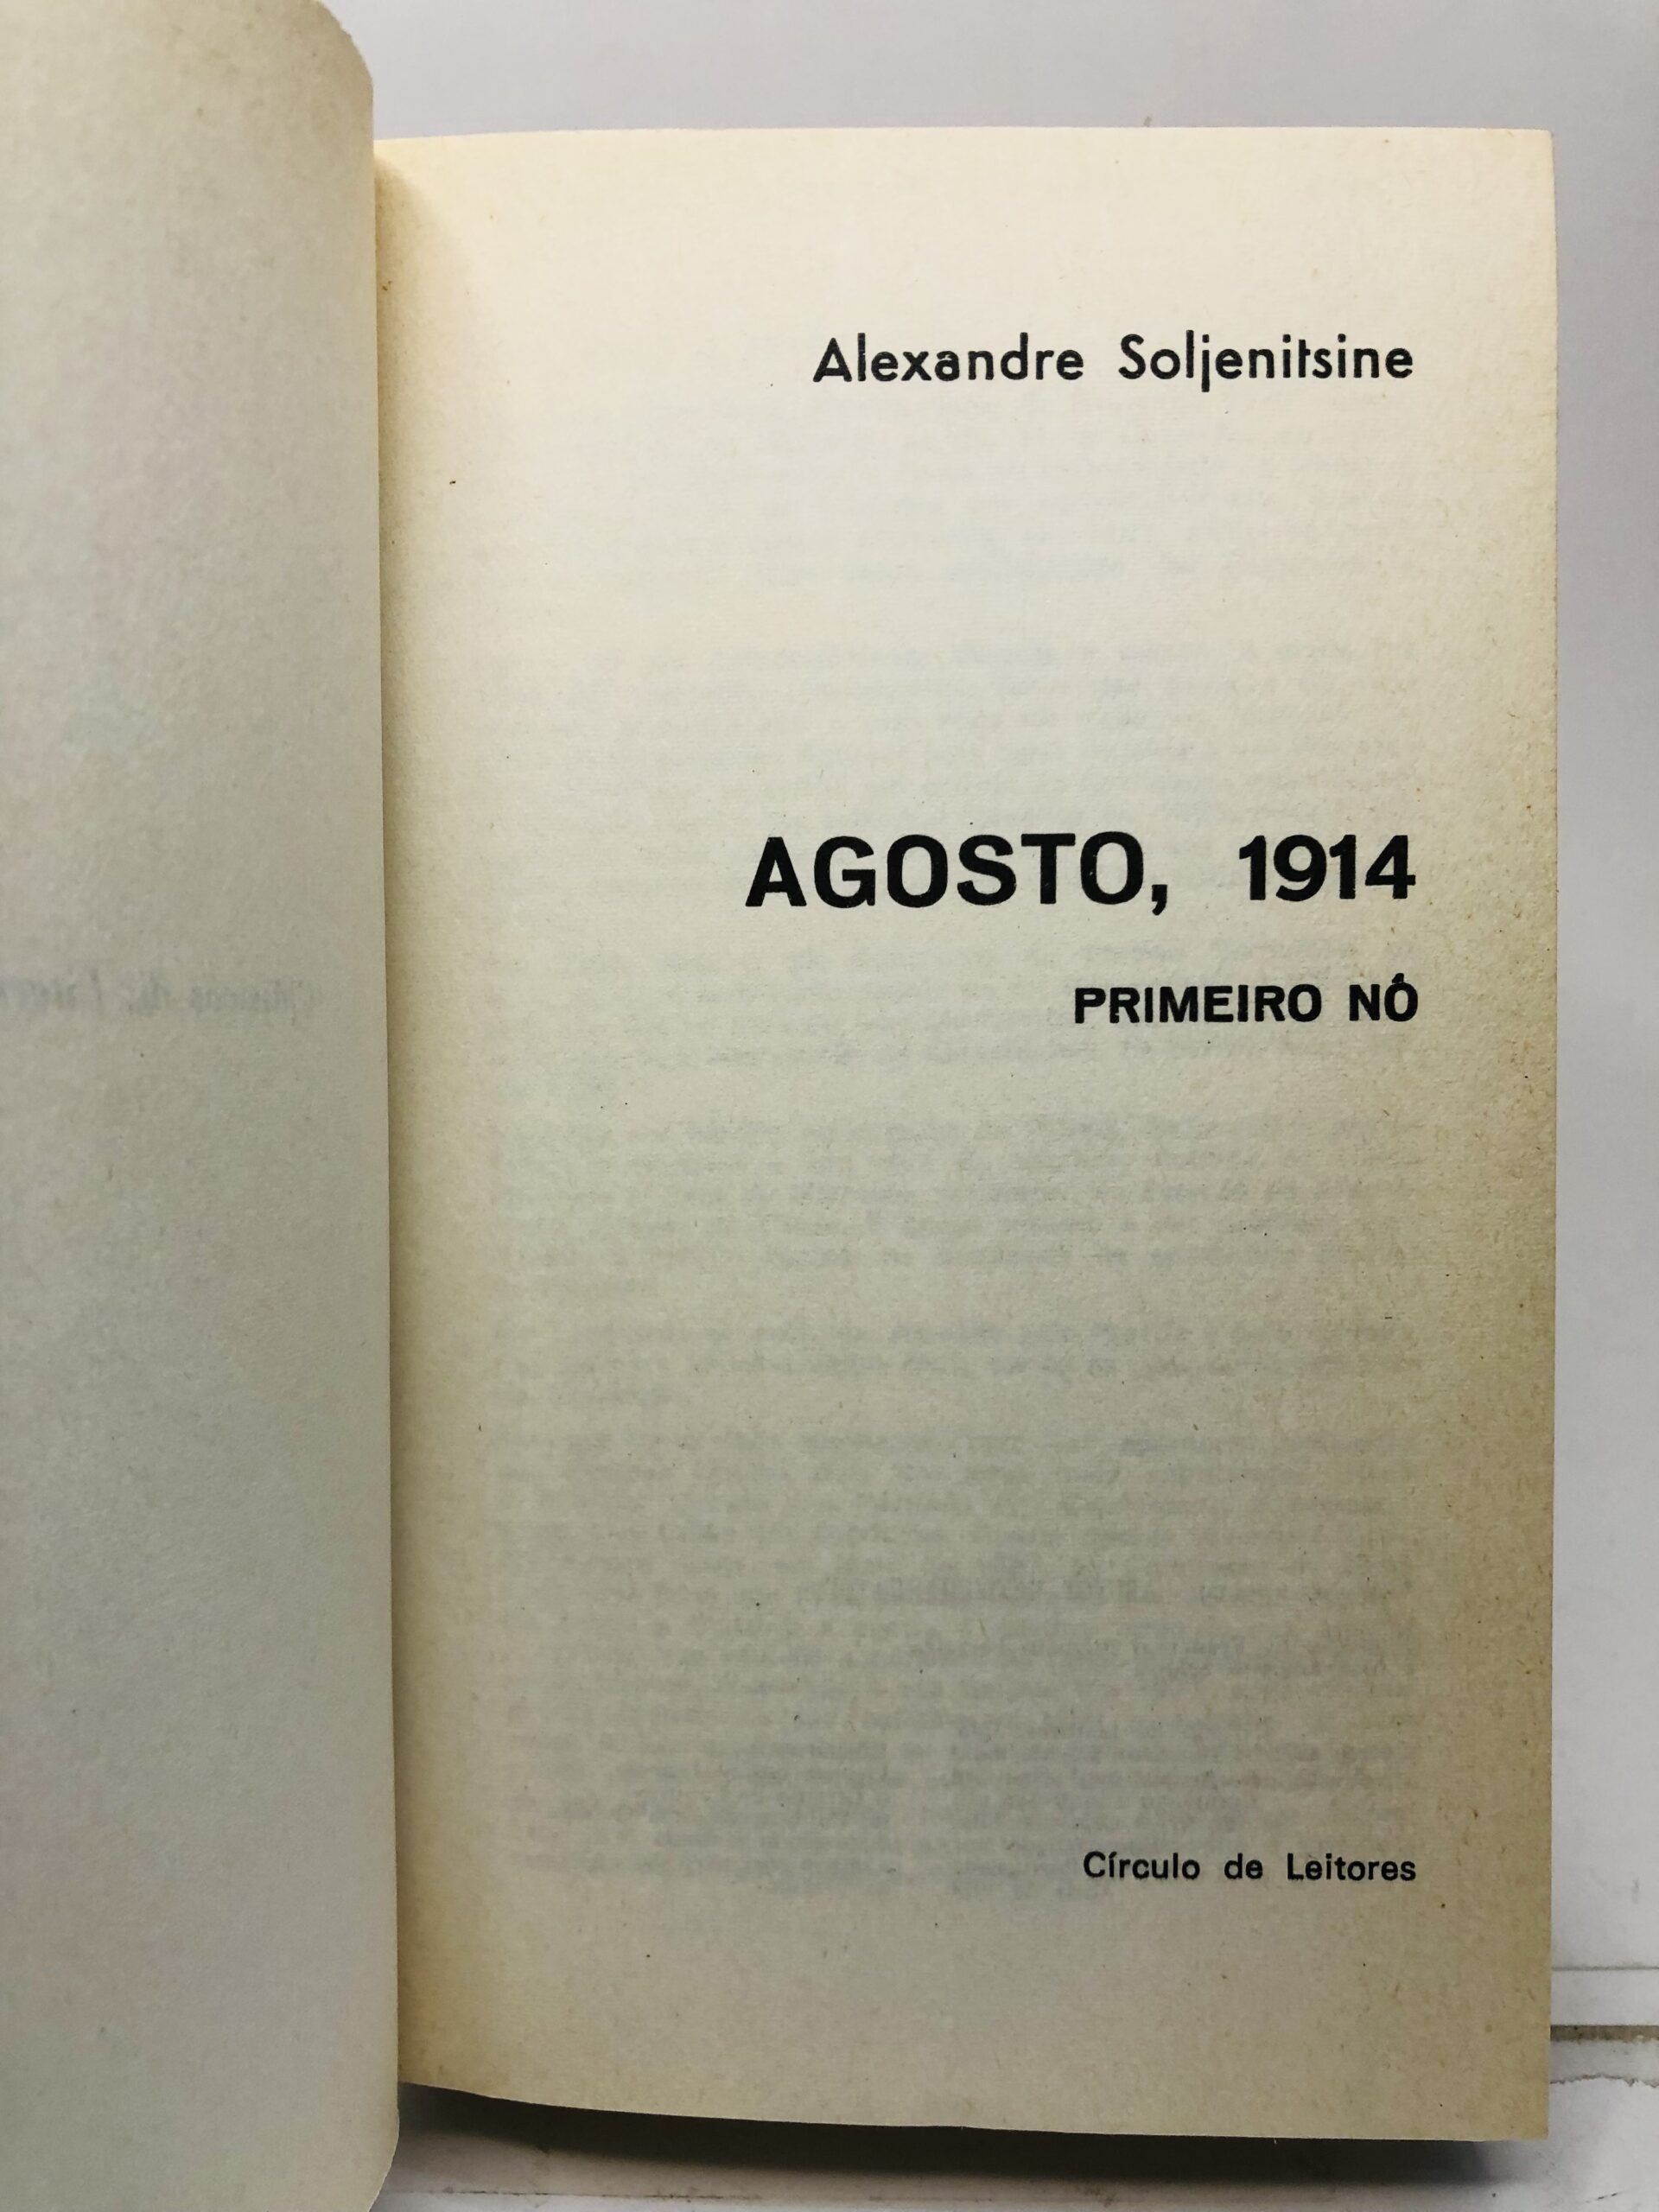 Alexandre Soljenitsine
AGOSTO, 1914
PRIMEIRO NÓ
Círculo de Leitores